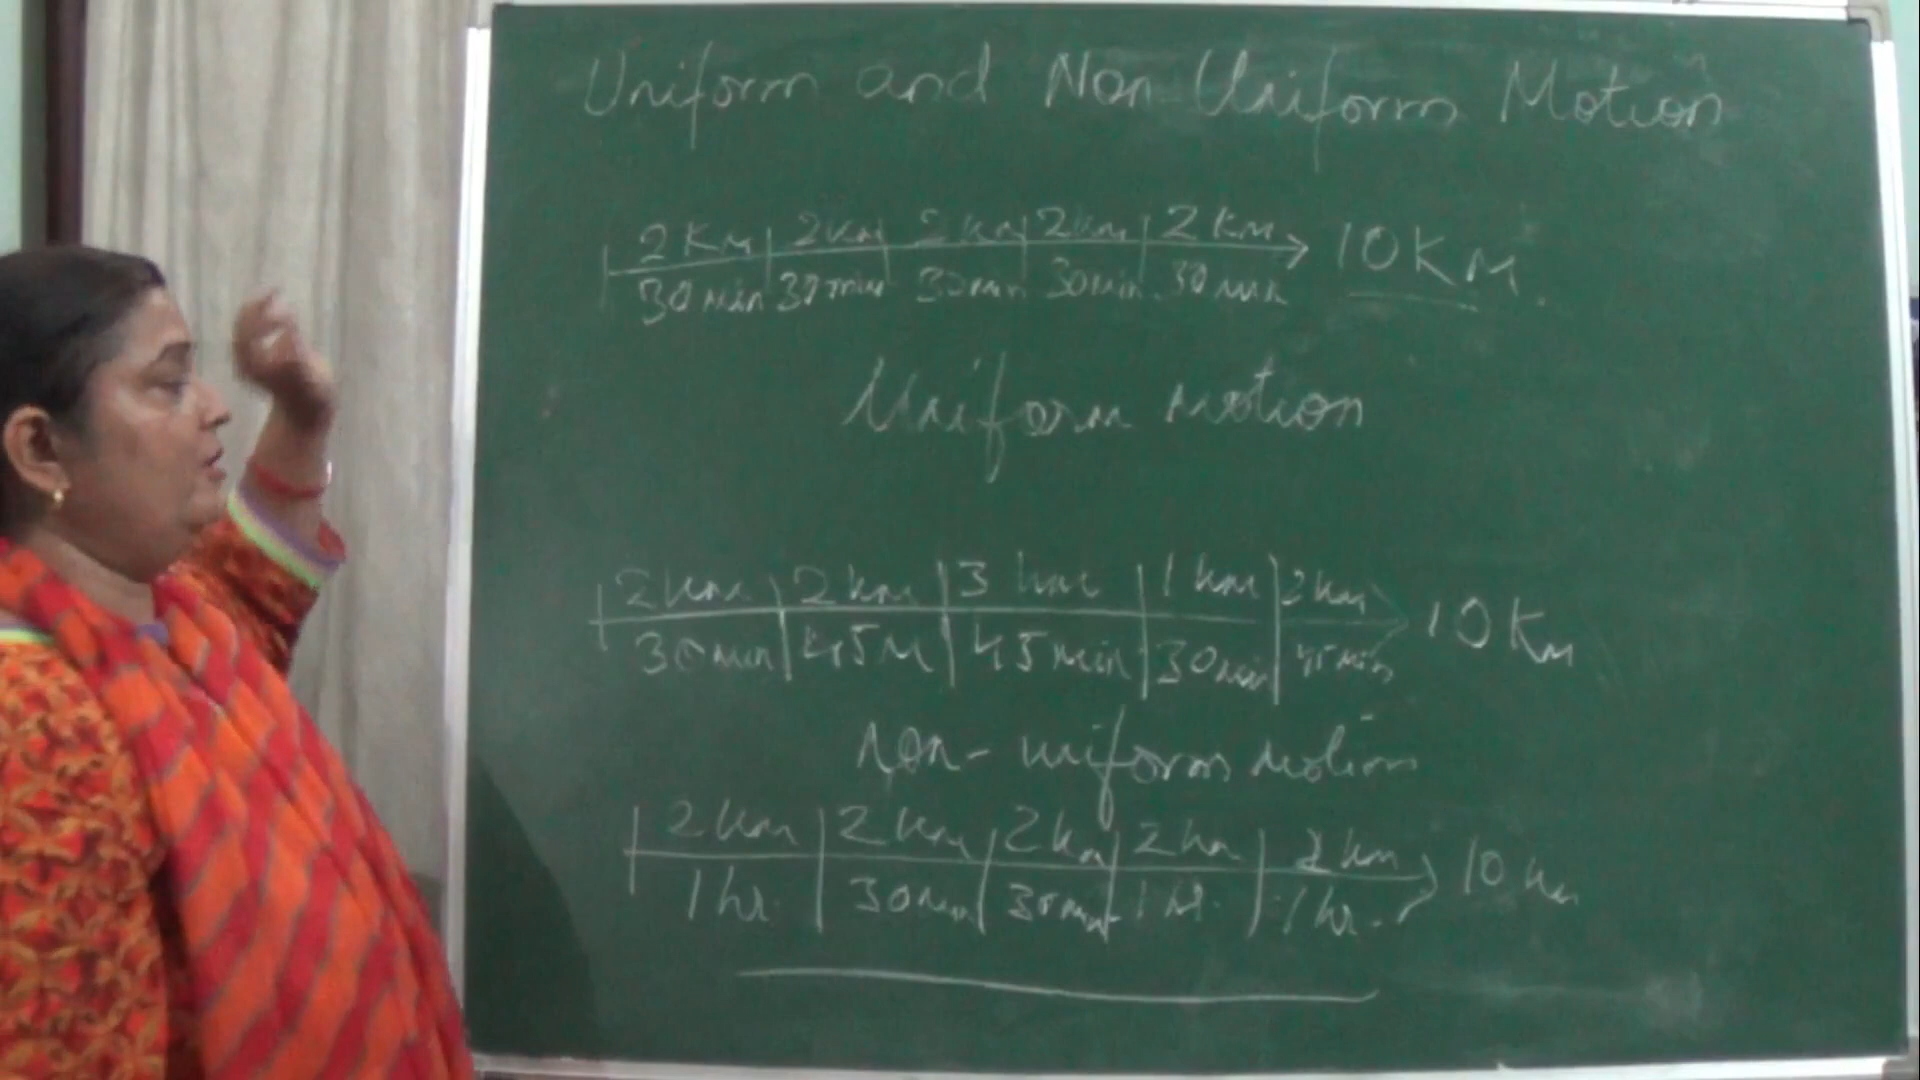 Uniform and Non Uniform Motion
2 Km 2 km 2 km 2 km 2 Km 10 KM.
30 min 30 min 30 min 30 min 30 min
Uniform motion
2 km 2 km 3 km 1 km 2 km 10 Km
30 min 45 M 45 min 30 min 45 min
Non-uniform motion
2 km 2 km 2 km 2 km 2 km 10 km
1 hr. 30 min 30 min 1 hr. 1 hr.